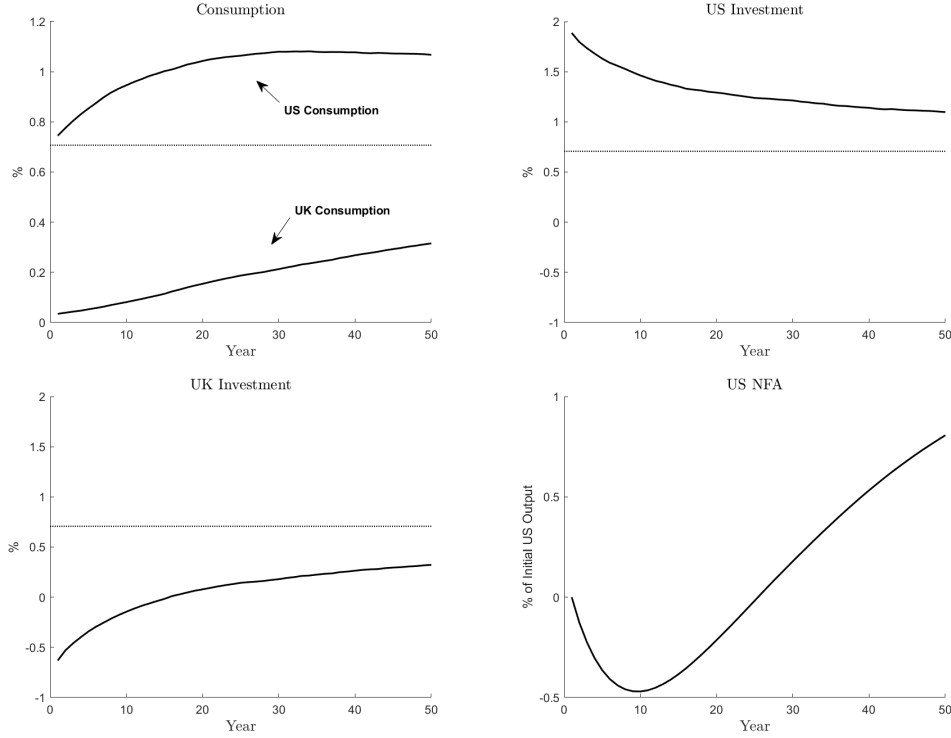 Consumption
1.2
1
0.8
0.6
0.4
0.2
0
%
US Consumption
UK Consumption
0 10 20 30 40 50
Year
US Investment
2
1.5
1
0.5
0
-0.5
-1
%
0 10 20 30 40 50
Year
UK Investment
2
1.5
1
0.5
0
-0.5
-1
%
0 10 20 30 40 50
Year
US NFA
1
0.5
0
-0.5
% of Initial US Output
0 10 20 30 40 50
Year